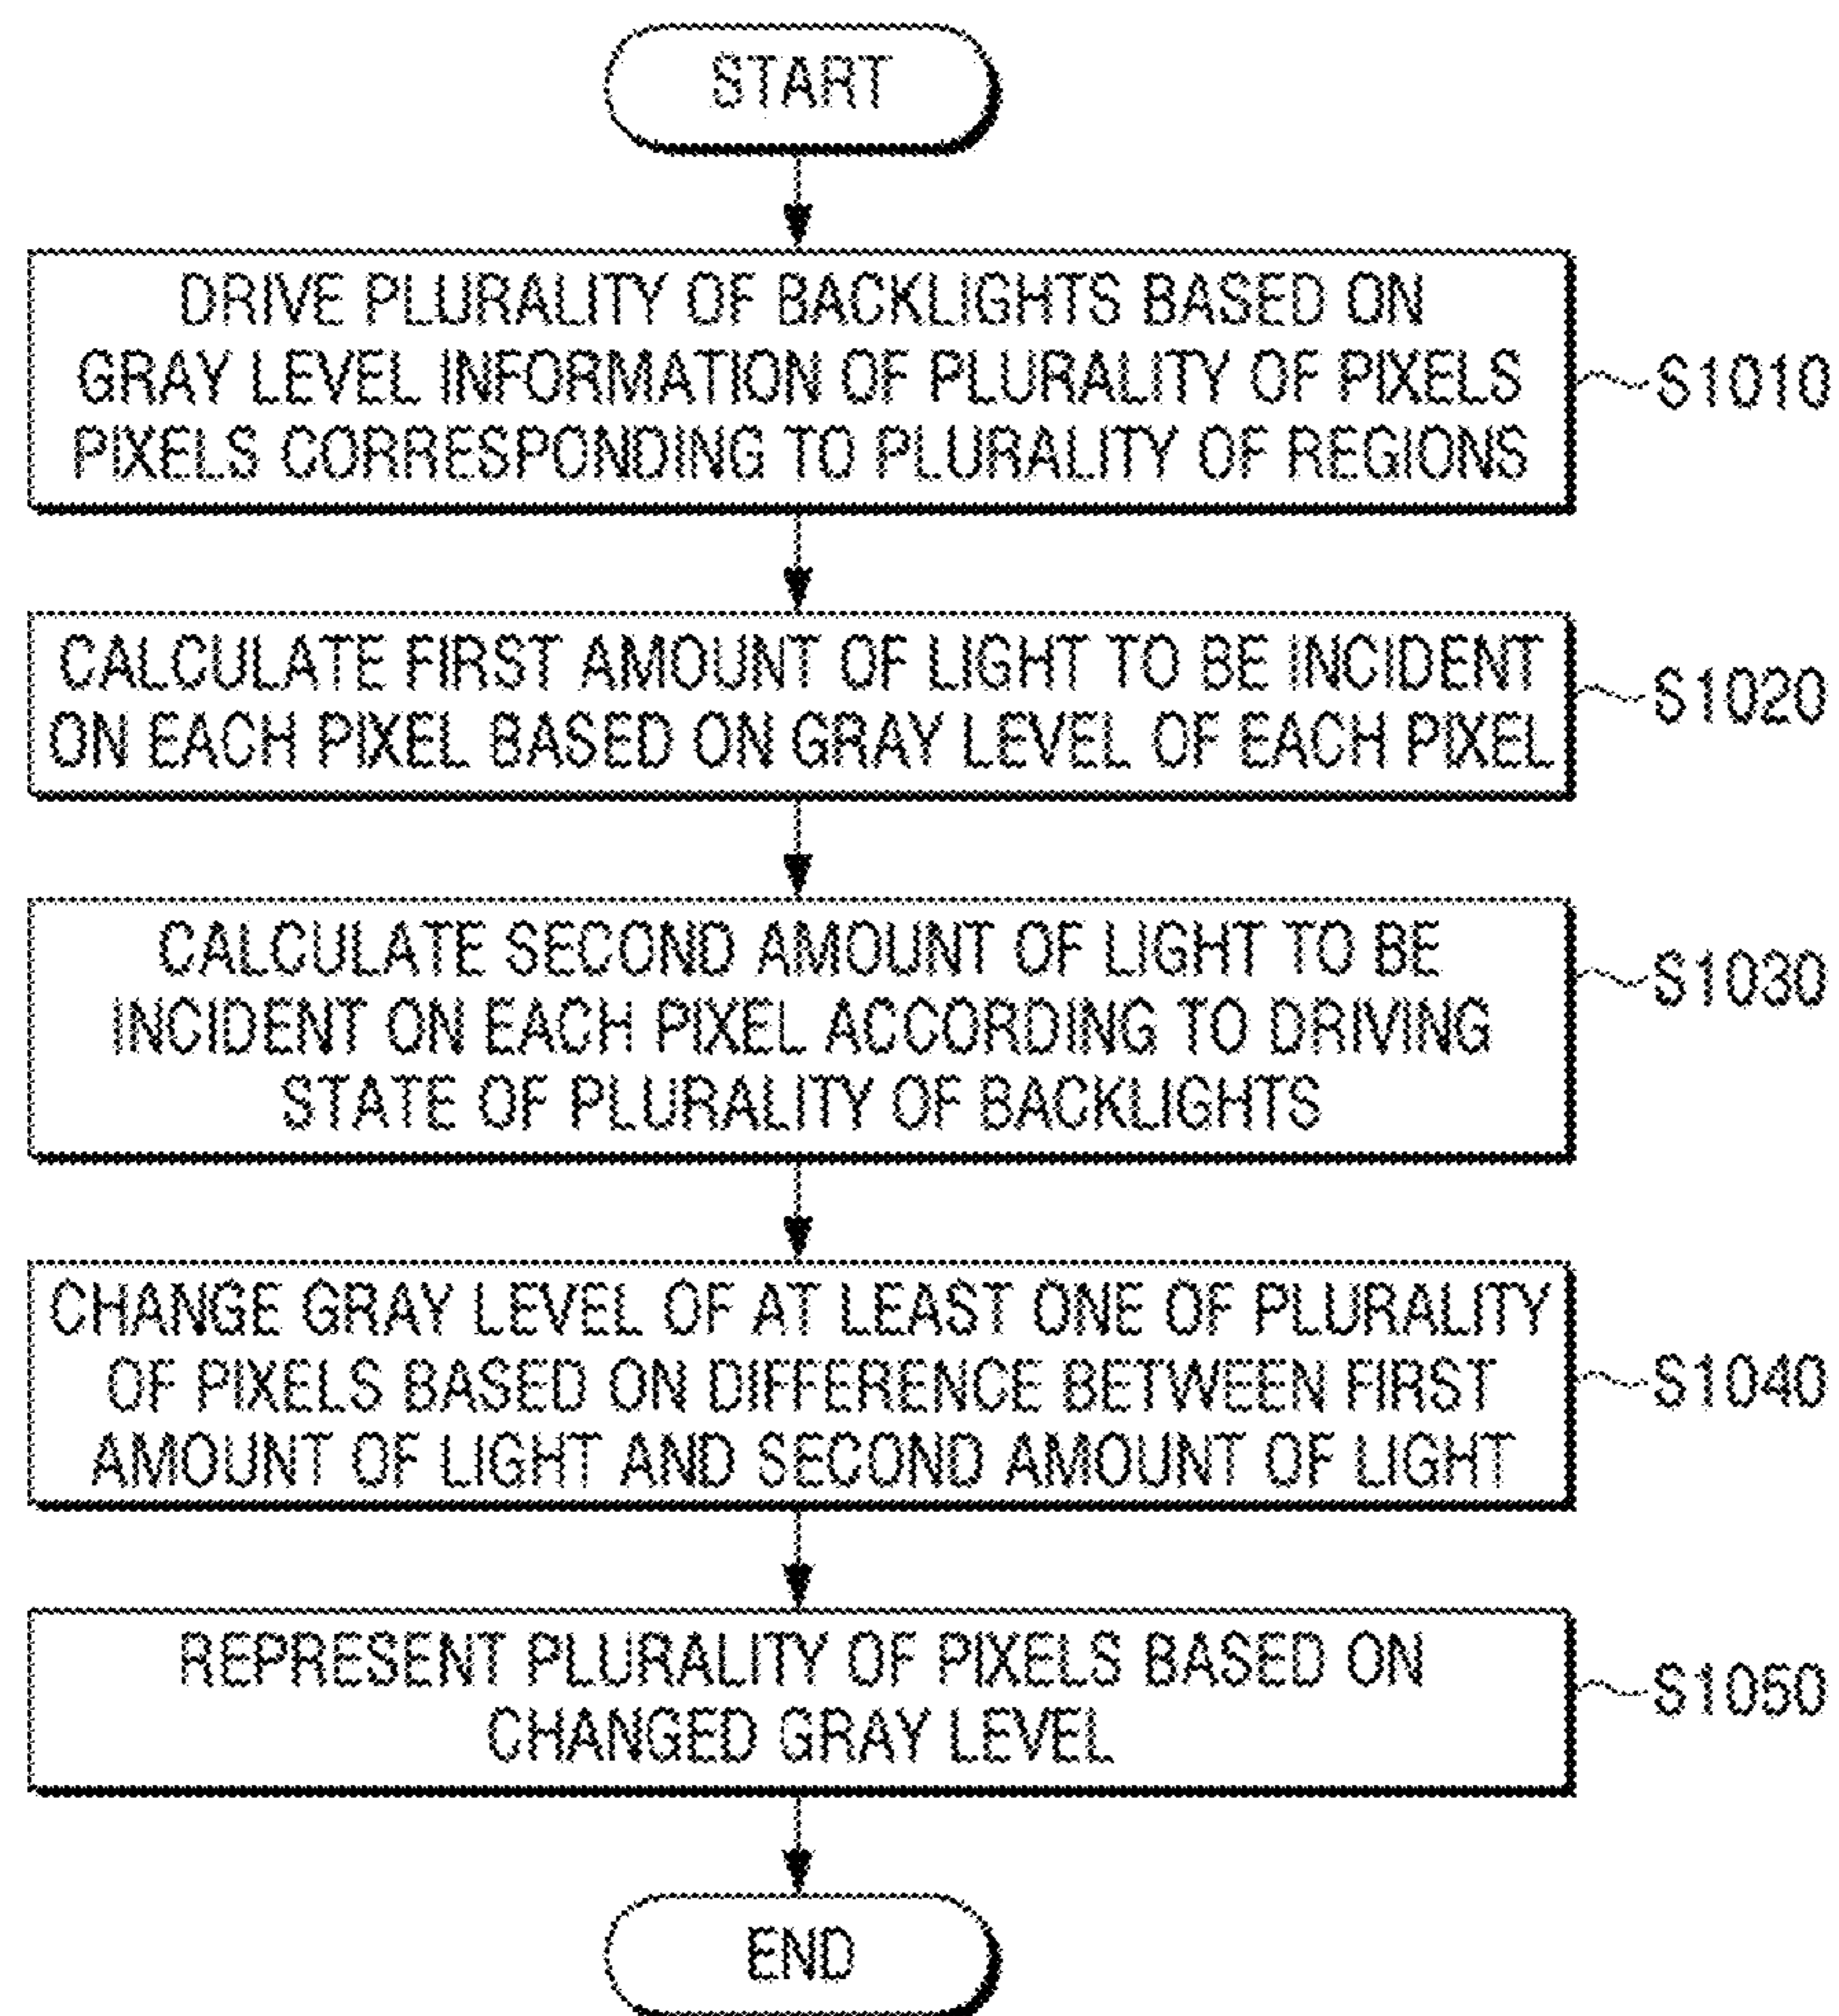 START
DRIVE PLURALITY OF BACKLIGHTS BASED ON
GRAY LEVEL INFORMATION OF PLURALITY OF PIXELS
PIXELS CORRESPONDING TO PLURALITY OF REGIONS
S1010
CALCULATE FIRST AMOUNT OF LIGHT TO BE INCIDENT
ON EACH PIXEL BASED ON GRAY LEVEL OF EACH PIXEL
S1020
CALCULATE SECOND AMOUNT OF LIGHT TO BE
INCIDENT ON EACH PIXEL ACCORDING TO DRIVING
STATE OF PLURALITY OF BACKLIGHTS
S1030
CHANGE GRAY LEVEL OF AT LEAST ONE OF PLURALITY
OF PIXELS BASED ON DIFFERENCE BETWEEN FIRST
AMOUNT OF LIGHT AND SECOND AMOUNT OF LIGHT
S1040
REPRESENT PLURALITY OF PIXELS BASED ON
CHANGED GRAY LEVEL
S1050
END